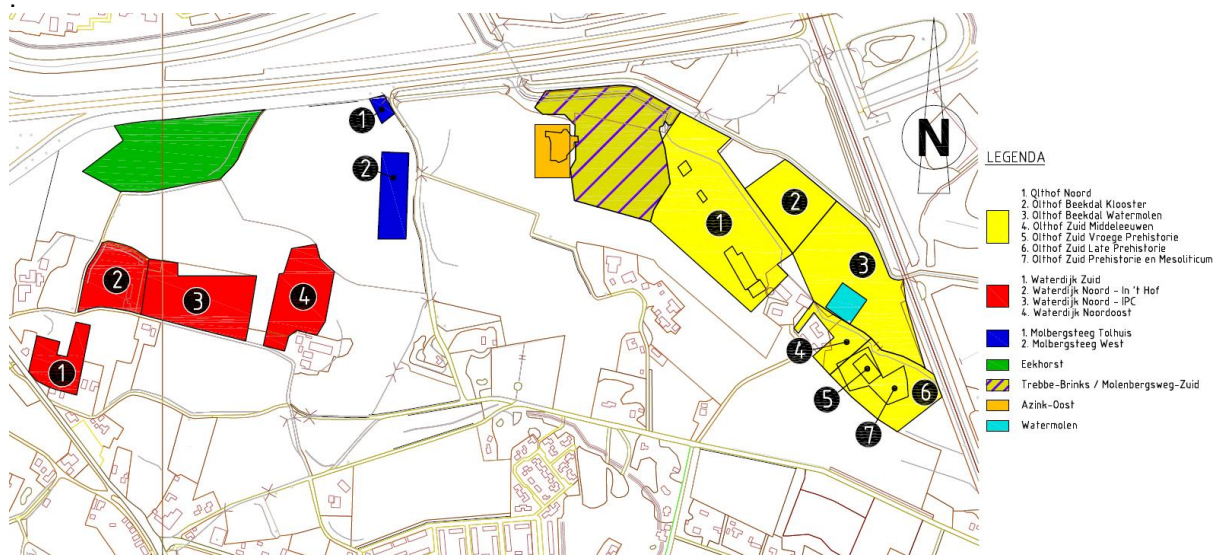 N
LEGENDA
1. Olthof Noord
2. Olthof Beekdal Klooster
3. Olthof Beekdal Watermolen
4. Olthof Zuid Middeleeuwen
5. Olthof Zuid Vroege Prehistorie
6. Olthof Zuid Late Prehistorie
7. Olthof Zuid Prehistorie en Mesoliticum
1. Waterdijk Zuid
2. Waterdijk Noord - In 't Hof
3. Waterdijk Noord - IPC
4. Waterdijk Noordoost
1. Molbergsteeg Tolhuis
2. Molbergsteeg West
Eekhorst
Trebbe-Brinks / Molenbergsweg-Zuid
Azink-Oost
Watermolen
1
2
1
2
3
2
3
4
4
1
5
6
7